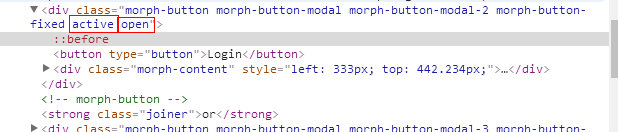 ▼<div class="morph-button morph-button-modal morph-button-modal-2 morph-button-
fixed active open">
::before
<button type="button">Login</button>
▶<div class="morph-content" style="left: 333px; top: 442.234px;">…</div>
</div>
<!-- morph-button -->
<strong class="joiner">or</strong>
▶<div class="morph-button morph-button-modal morph-button-modal-3 morph-button-